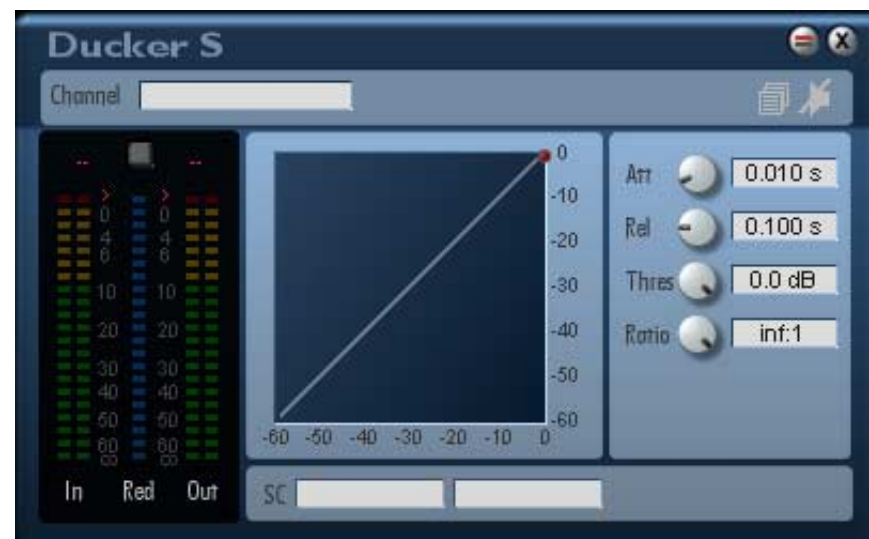 Ducker S
X
Channel
-- --
> >
0 0
4 4
6 6
10 10
20 20
30 30
40 40
50 50
60 60
∞ ∞
In Red Out
0
-10
-20
-30
-40
-50
-60
-60 -50 -40 -30 -20 -10 0
Att 0.010 s
Rel 0.100 s
Thres 0.0 dB
Ratio inf:1
SC